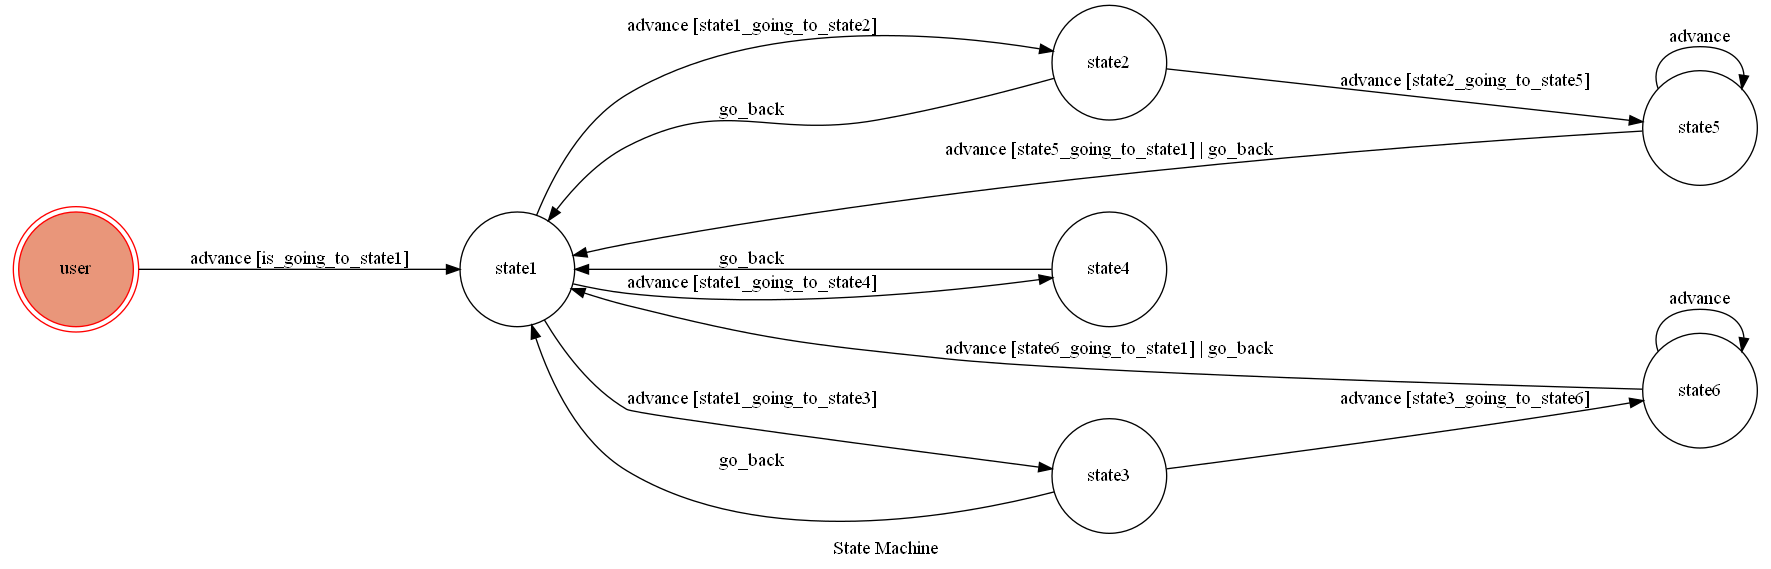 advance [state1_going_to_state2]
state2
advance
advance [state2_going_to_state5]
go_back
state5
advance [state5_going_to_state1] | go_back
user
advance [is_going_to_state1]
state1
go_back
state4
advance [state1_going_to_state4]
advance
advance [state6_going_to_state1] | go_back
state6
advance [state1_going_to_state3]
advance [state3_going_to_state6]
go_back
state3
State Machine